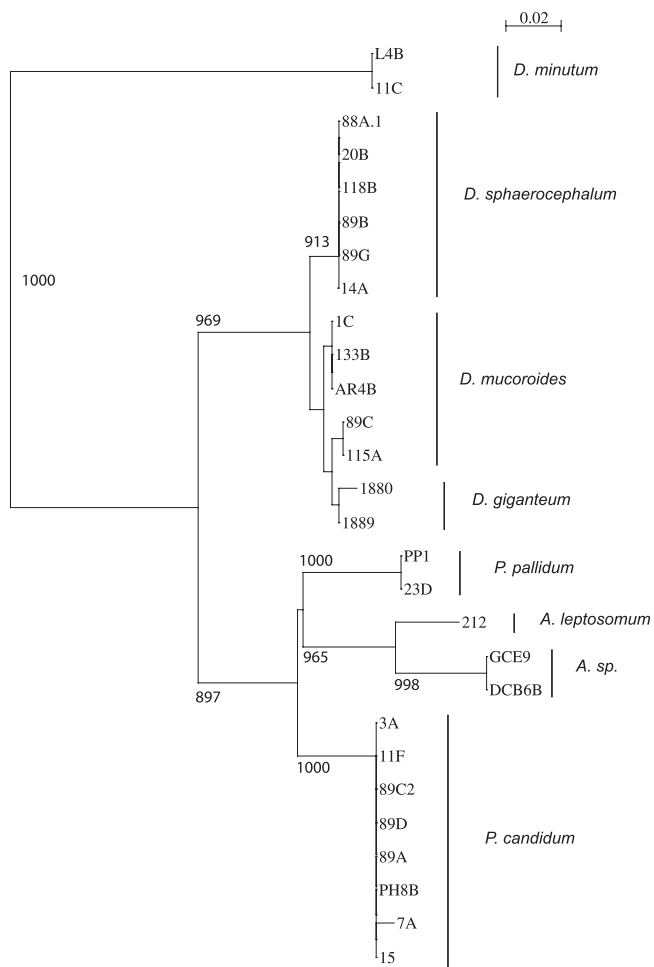 0.02
L4B
D. minutum
11C
88A.1
20B
118B
D. sphaerocephalum
89B
913
89G
1000
14A
969
1C
133B
D. mucoroides
AR4B
89C
115A
1880
D. giganteum
1889
PP1
1000
P. pallidum
23D
212
A. leptosomum
965
GCE9
A. sp.
998
DCB6B
897
3A
11F
1000
89C2
89D
P. candidum
89A
PH8B
7A
15